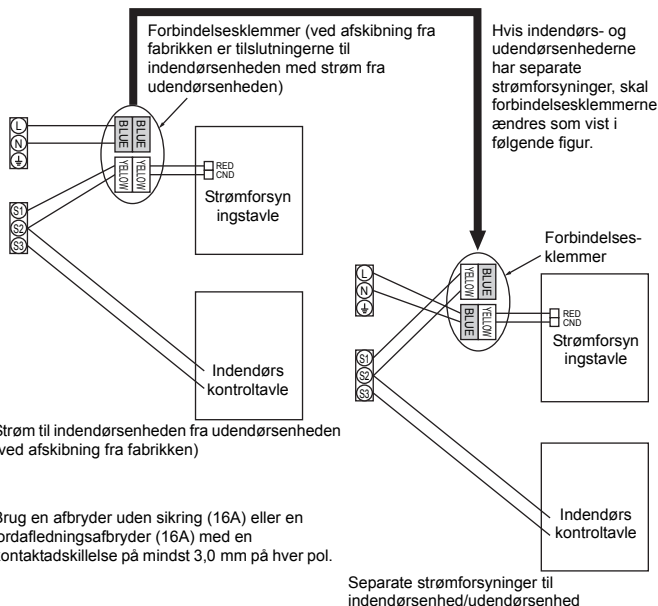 Forbindelsesklemmer (ved afskibning fra
fabrikken er tilslutningerne til
indendørsenheden med strøm fra
udendørsenheden)
Hvis indendørs- og
udendørsenhederne
har separate
strømforsyninger, skal
forbindelsesklemmerne
ændres som vist i
følgende figur.
L
N
BLUE BLUE
YELLOW YELLOW
RED
CND
Strømforsyn
ingstavle
S1
S2
S3
Indendørs
kontroltavle
Strøm til indendørsenheden fra udendørsenheden
ved afskibning fra fabrikken)
Forbindelses-
klemmer
L
N
YELLOW BLUE
BLUE YELLOW
RED
CND
Strømforsyn
ingstavle
S1
S2
S3
Indendørs
kontroltavle
Brug en afbryder uden sikring (16A) eller en
ordafledningsafbryder (16A) med en
kontaktadskillelse på mindst 3,0 mm på hver pol.
Separate strømforsyninger til
indendørsenhed/udendørsenhed